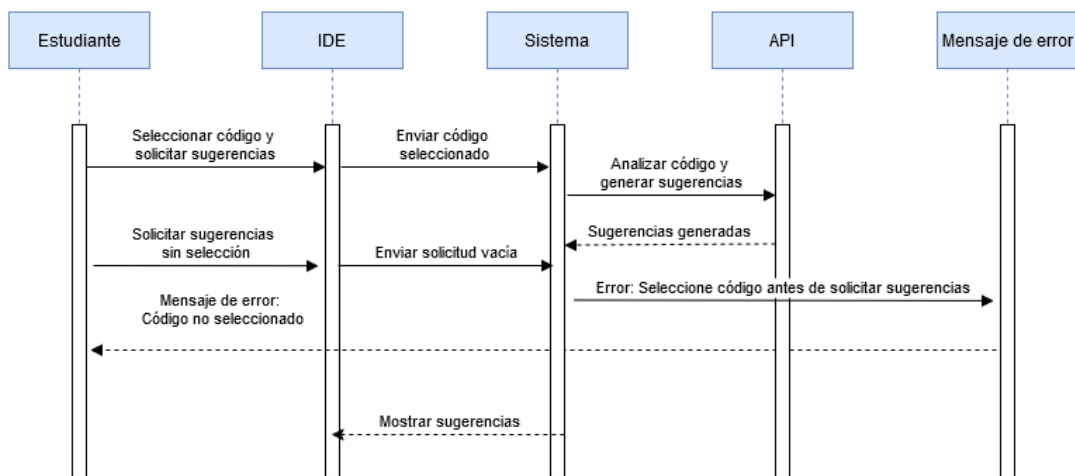 Estudiante
IDE
Sistema
API
Mensaje de error
Seleccionar código y
solicitar sugerencias
Enviar código
seleccionado
Analizar código y
generar sugerencias
Sugerencias generadas
Solicitar sugerencias
sin selección
Enviar solicitud vacía
Error: Seleccione código antes de solicitar sugerencias
Mensaje de error:
Código no seleccionado
Mostrar sugerencias